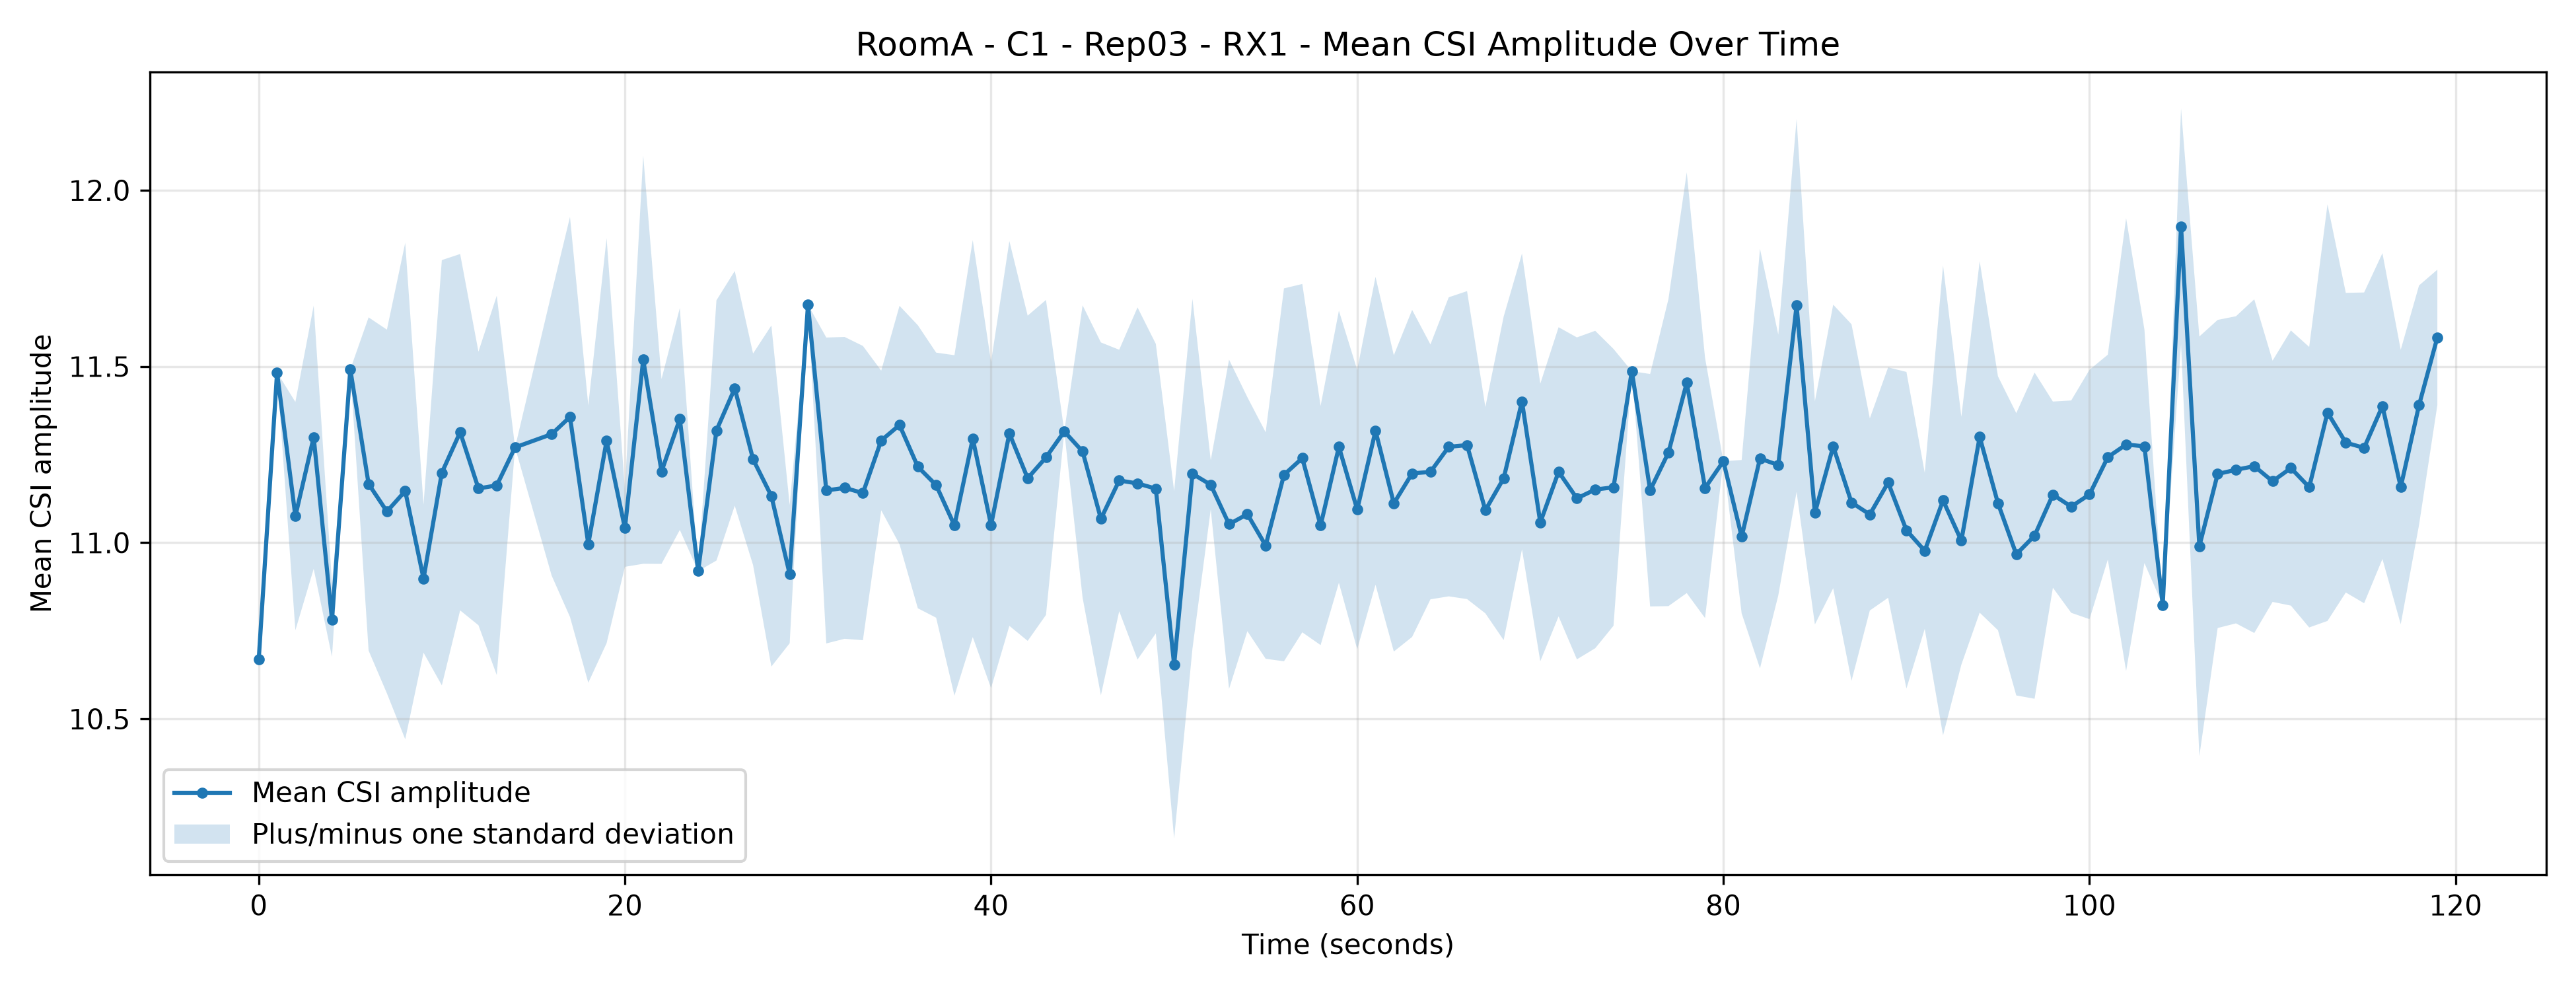 RoomA - C1 - Rep03 - RX1 - Mean CSI Amplitude Over Time
Mean CSI amplitude
12.0
11.5
11.0
10.5
Mean CSI amplitude
Plus/minus one standard deviation
0 20 40 60 80 100 120
Time (seconds)